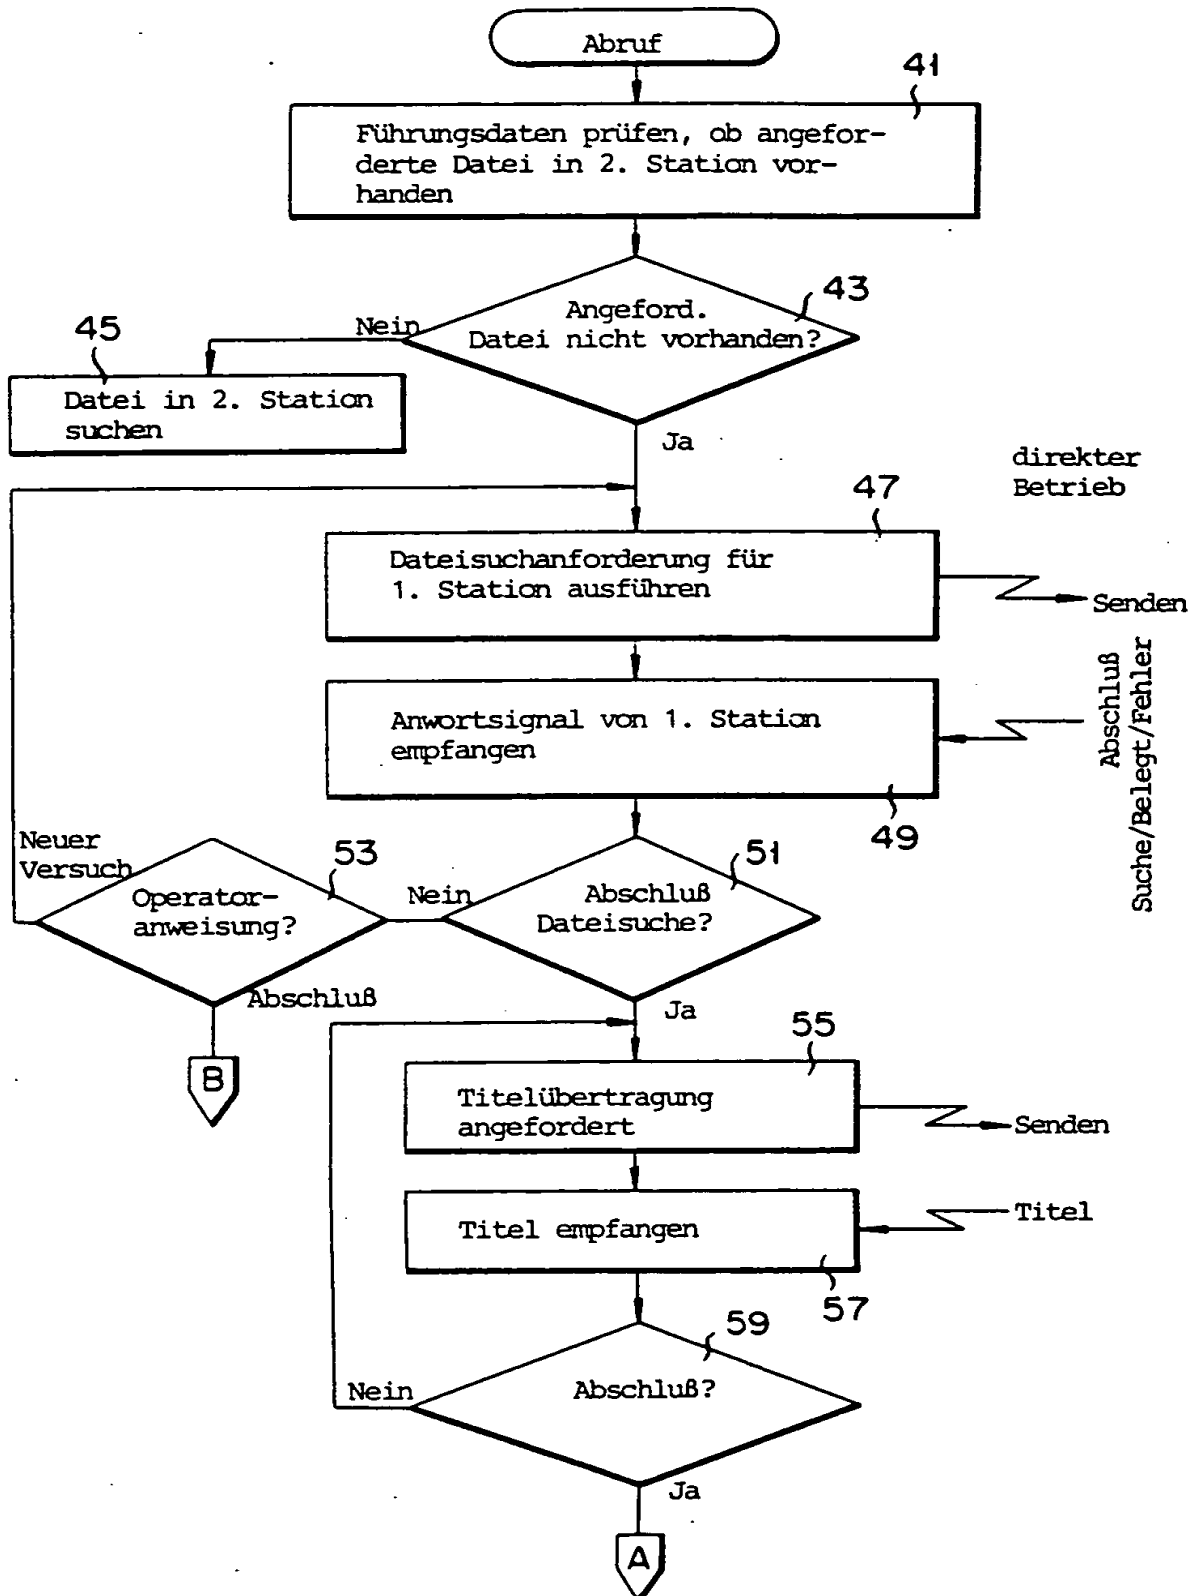 Abruf
41
Führungsdaten prüfen, ob angefor-
derte Datei in 2. Station vor-
handen
43
Angeford.
Datei nicht vorhanden?
Nein
45
Datei in 2. Station
suchen
Ja
direkter
Betrieb
47
Dateisuchanforderung für
1. Station ausführen
Senden
Anwortsignal von 1. Station
empfangen
Abschluß
Suche/Belegt/Fehler
49
Neuer
Versuch
53
Operator-
anweisung?
Nein
51
Abschluß
Dateisuche?
Abschluß
Ja
B
55
Titelübertragung
angefordert
Senden
Titel empfangen
Titel
57
59
Abschluß?
Nein
Ja
A